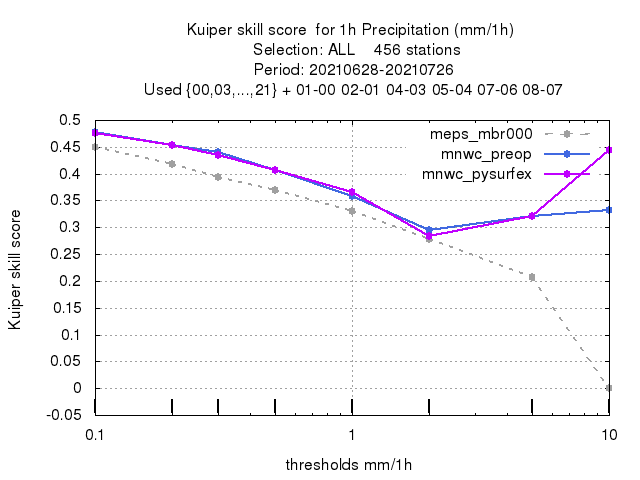 Kuiper skill score  for 1h Precipitation (mm/1h)
Selection: ALL    456 stations
Period: 20210628-20210726
Used {00,03,...,21} + 01-00 02-01 04-03 05-04 07-06 08-07
meps_mbr000
mnwc_preop
mnwc_pysurfex
Kuiper skill score
0.5
0.45
0.4
0.35
0.3
0.25
0.2
0.15
0.1
0.05
0
-0.05
0.1
1
10
thresholds mm/1h